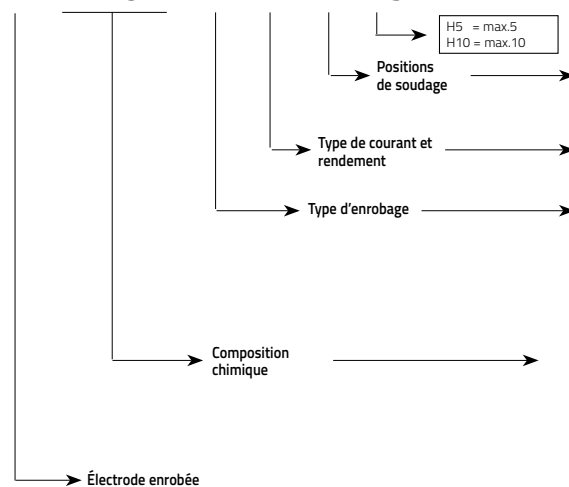 H5 = max.5
H10 = max.10
Positions
de soudage
Type de courant et
rendement
Type d'enrobage
Composition
chimique
Électrode enrobée